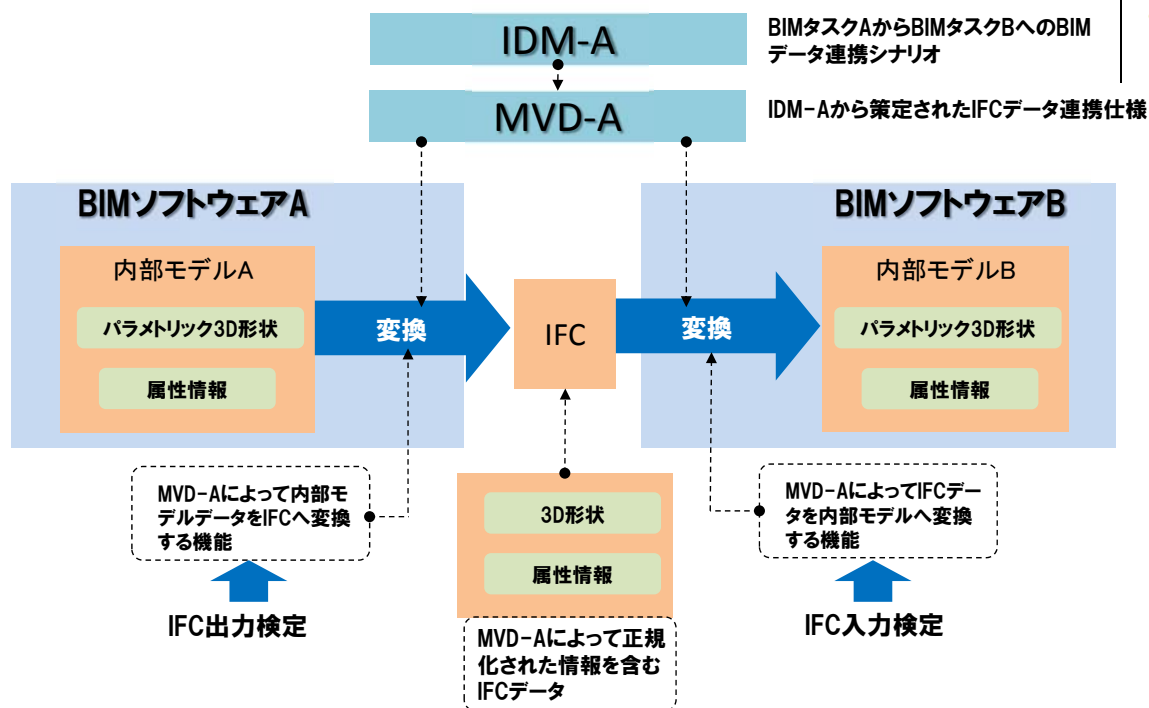 IDM-A
BIMタスクAからBIMタスクBへのBIM
データ連携シナリオ
MVD-A
IDM-Aから策定されたIFCデータ連携仕様
BIMソフトウェアA
内部モデルA
パラメトリック3D形状
属性情報
変換
IFC
変換
BIMソフトウェアB
内部モデルB
パラメトリック3D形状
属性情報
MVD-Aによって内部モ
デルデータをIFCへ変換
する機能
IFC出力検定
3D形状
属性情報
MVD-Aによって正規
化された情報を含む
IFCデータ
MVD-AによってIFCデー
タを内部モデルへ変換
する機能
IFC入力検定